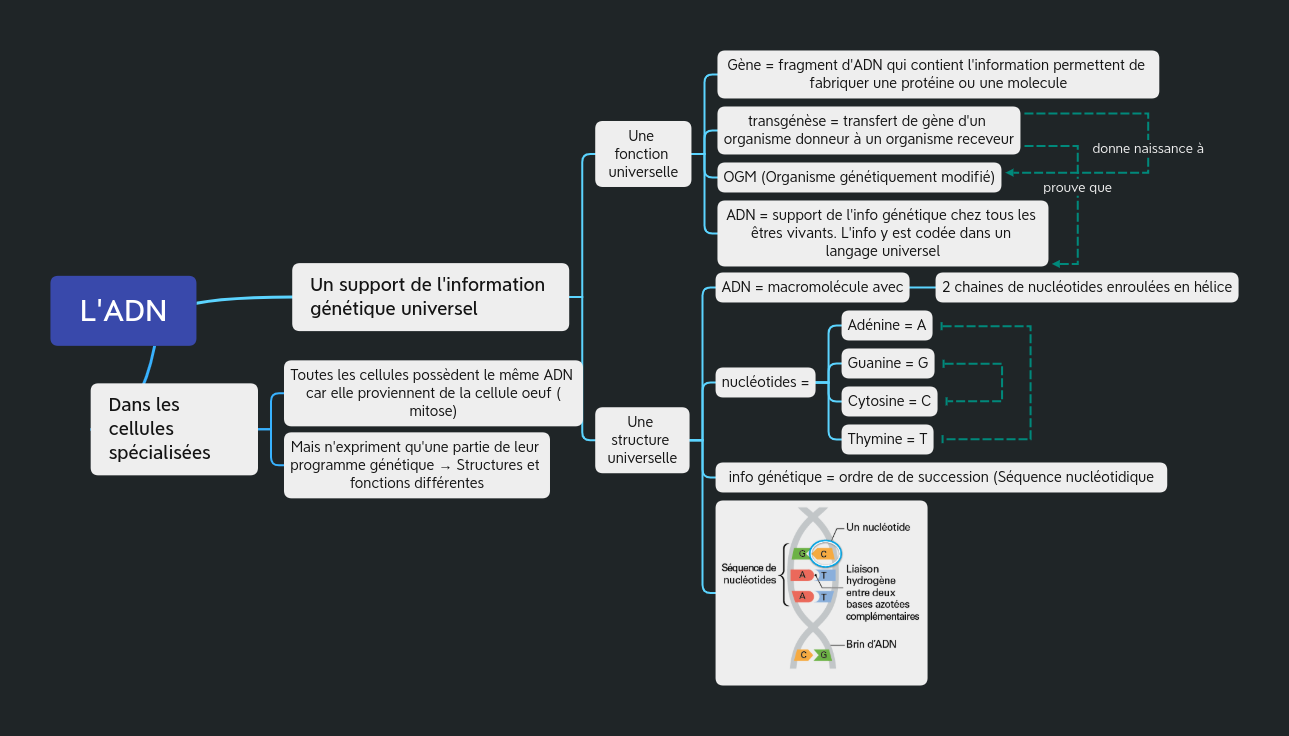 L'ADN
Un support de l'information
génétique universel
Une
fonction
universelle
Gène = fragment d'ADN qui contient l'information permettent de
fabriquer une protéine ou une molecule
transgénèse = transfert de gène d'un
organisme donneur à un organisme receveur
donne naissance à
OGM (Organisme génétiquement modifié)
prouve que
ADN = support de l'info génétique chez tous les
êtres vivants. L'info y est codée dans un
langage universel
Une
structure
universelle
ADN = macromolécule avec
2 chaines de nucléotides enroulées en hélice
nucléotides =
Adénine = A
Guanine = G
Cytosine = C
Thymine = T
info génétique = ordre de de succession (Séquence nucléotidique
Un nucléotide
G C
Séquence de
nucléotides
A T
Liaison
hydrogène
entre deux
bases azotées
complémentaires
A T
Brin d'ADN
C G
Dans les
cellules
spécialisées
Toutes les cellules possèdent le même ADN
car elle proviennent de la cellule oeuf (
mitose)
Mais n'expriment qu'une partie de leur
programme génétique → Structures et
fonctions différentes